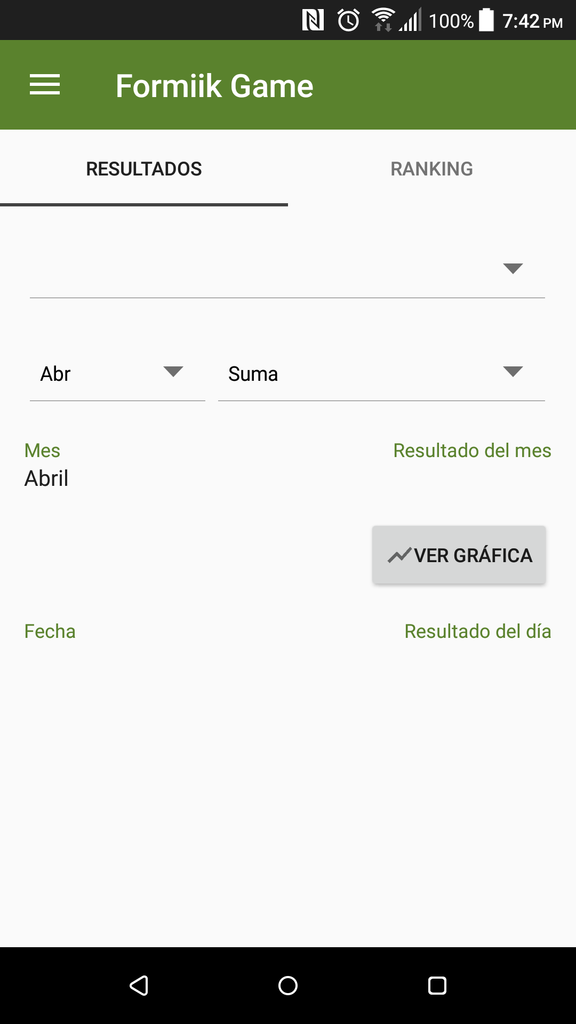 100% 7:42 PM
Formiik Game
RESULTADOS RANKING
Abr Suma
Mes Resultado del mes
Abril
VER GRÁFICA
Fecha Resultado del día